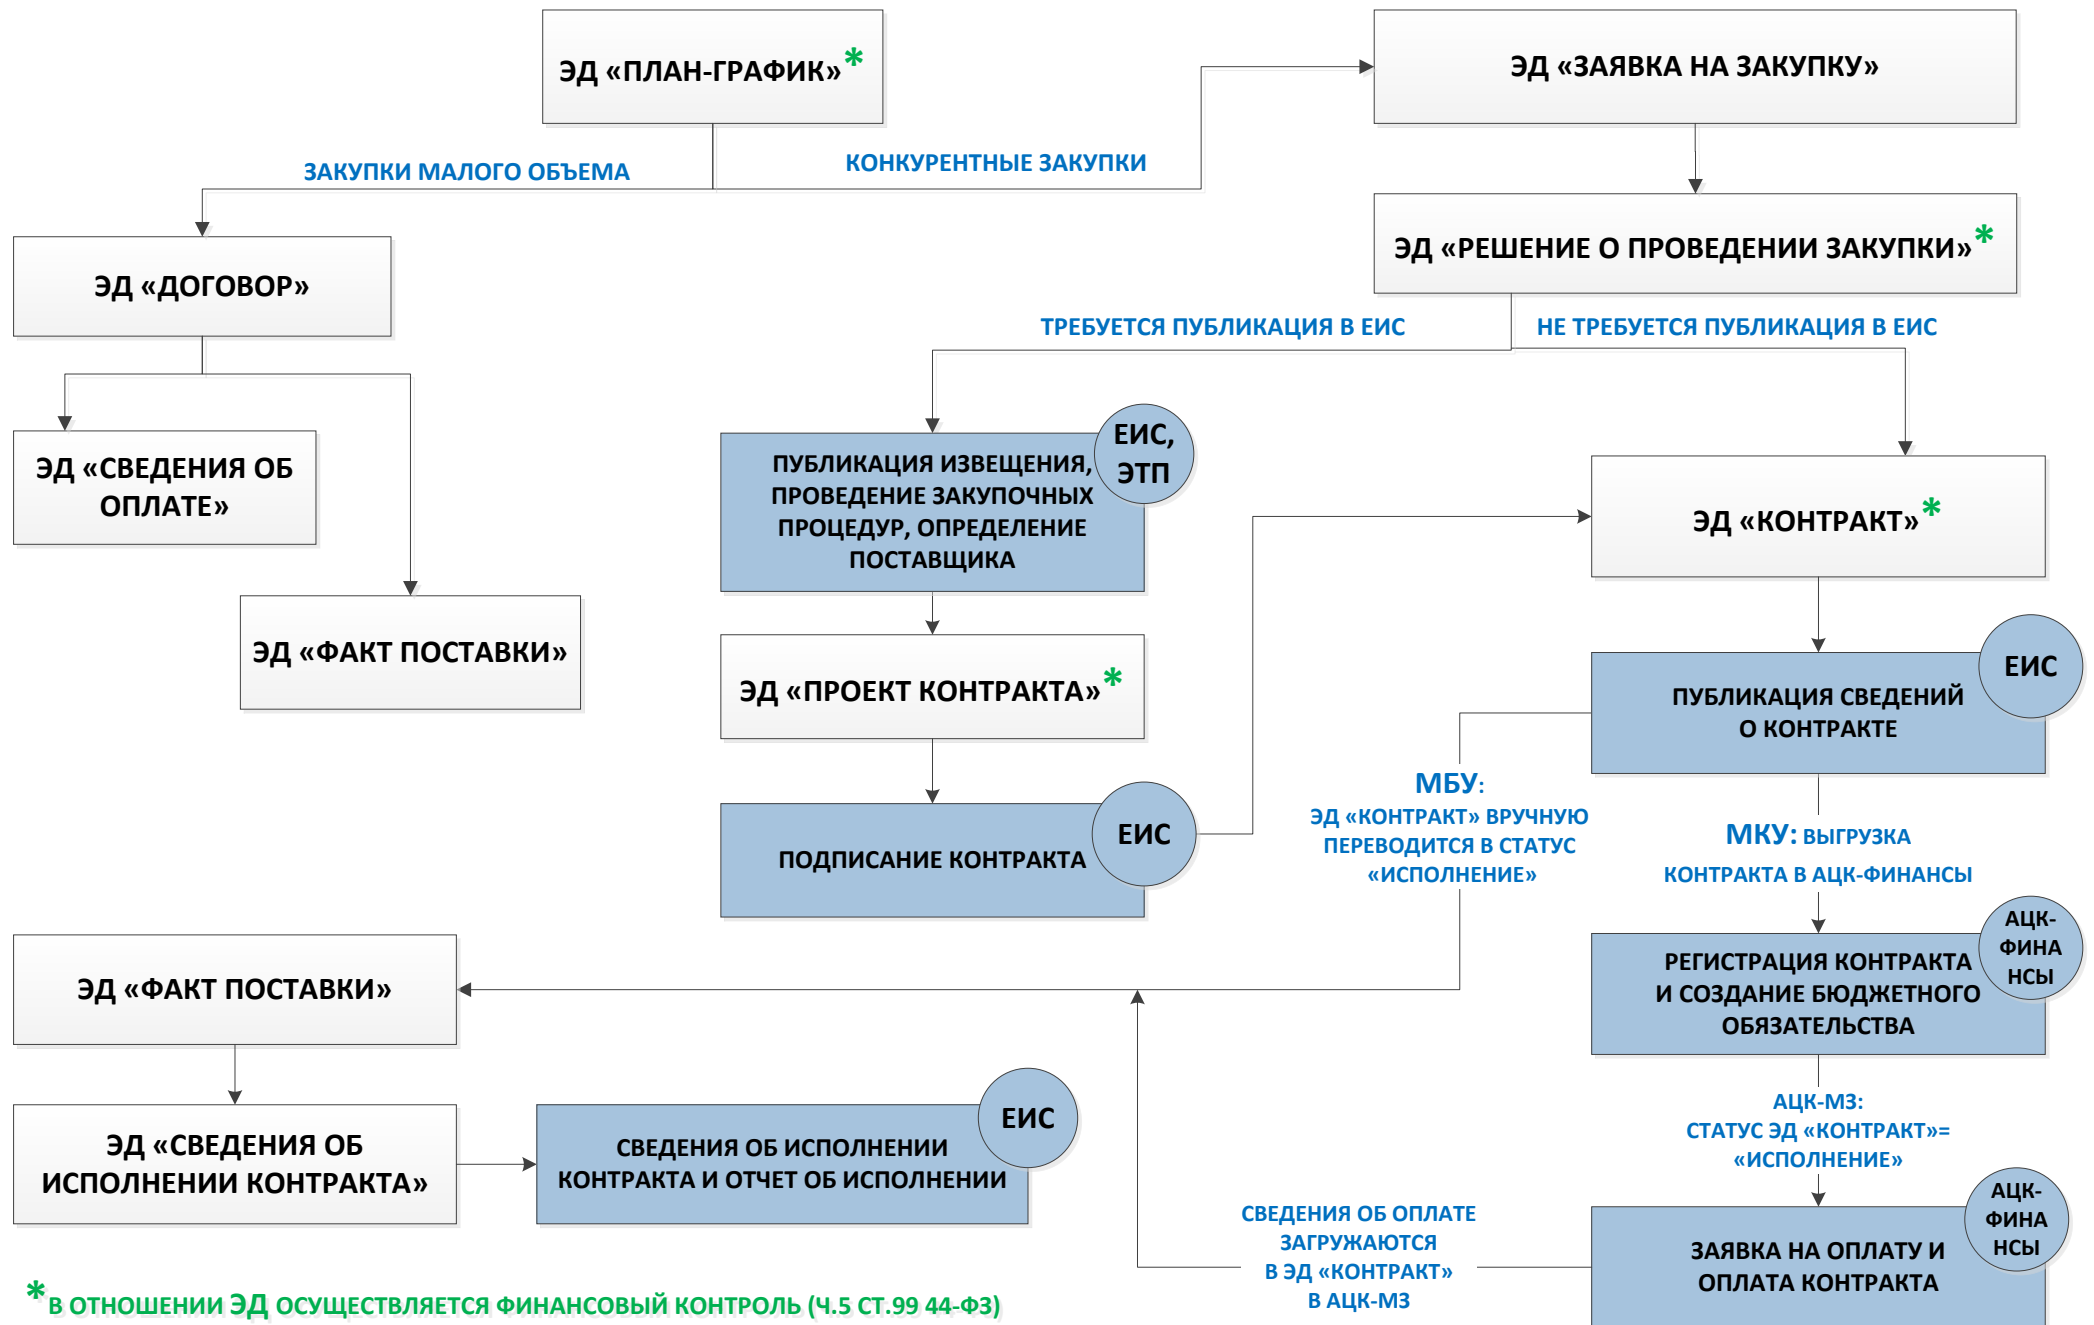 ЭД «ПЛАН-ГРАФИК»*
ЭД «ЗАЯВКА НА ЗАКУПКУ»
ЗАКУПКИ МАЛОГО ОБЪЕМА
КОНКУРЕНТНЫЕ ЗАКУПКИ
ЭД «ДОГОВОР»
ЭД «РЕШЕНИЕ О ПРОВЕДЕНИИ ЗАКУПКИ»*
ТРЕБУЕТСЯ ПУБЛИКАЦИЯ В ЕИС
НЕ ТРЕБУЕТСЯ ПУБЛИКАЦИЯ В ЕИС
ЭД «СВЕДЕНИЯ ОБ
ОПЛАТЕ»
ЭД «ФАКТ ПОСТАВКИ»
ЕИС,
ЭТП
ПУБЛИКАЦИЯ ИЗВЕЩЕНИЯ,
ПРОВЕДЕНИЕ ЗАКУПОЧНЫХ
ПРОЦЕДУР, ОПРЕДЕЛЕНИЕ
ПОСТАВЩИКА
ЭД «КОНТРАКТ»*
ЭД «ПРОЕКТ КОНТРАКТА»*
ЕИС
ПУБЛИКАЦИЯ СВЕДЕНИЙ
О КОНТРАКТЕ
ЕИС
ПОДПИСАНИЕ КОНТРАКТА
МБУ:
ЭД «КОНТРАКТ» ВРУЧНУЮ
ПЕРЕВОДИТСЯ В СТАТУС
«ИСПОЛНЕНИЕ»
МКУ: ВЫГРУЗКА
КОНТРАКТА В АЦК-ФИНАНСЫ
АЦК-
ФИНА
НСЫ
РЕГИСТРАЦИЯ КОНТРАКТА
И СОЗДАНИЕ БЮДЖЕТНОГО
ОБЯЗАТЕЛЬСТВА
ЭД «ФАКТ ПОСТАВКИ»
ЭД «СВЕДЕНИЯ ОБ
ИСПОЛНЕНИИ КОНТРАКТА»
ЕИС
СВЕДЕНИЯ ОБ ИСПОЛНЕНИИ
КОНТРАКТА И ОТЧЕТ ОБ ИСПОЛНЕНИИ
АЦК-МЗ:
СТАТУС ЭД «КОНТРАКТ»=
«ИСПОЛНЕНИЕ»
АЦК-
ФИНА
НСЫ
ЗАЯВКА НА ОПЛАТУ И
ОПЛАТА КОНТРАКТА
СВЕДЕНИЯ ОБ ОПЛАТЕ
ЗАГРУЖАЮТСЯ
В ЭД «КОНТРАКТ»
В АЦК-МЗ
*В ОТНОШЕНИИ ЭД ОСУЩЕСТВЛЯЕТСЯ ФИНАНСОВЫЙ КОНТРОЛЬ (Ч.5 СТ.99 44-ФЗ)